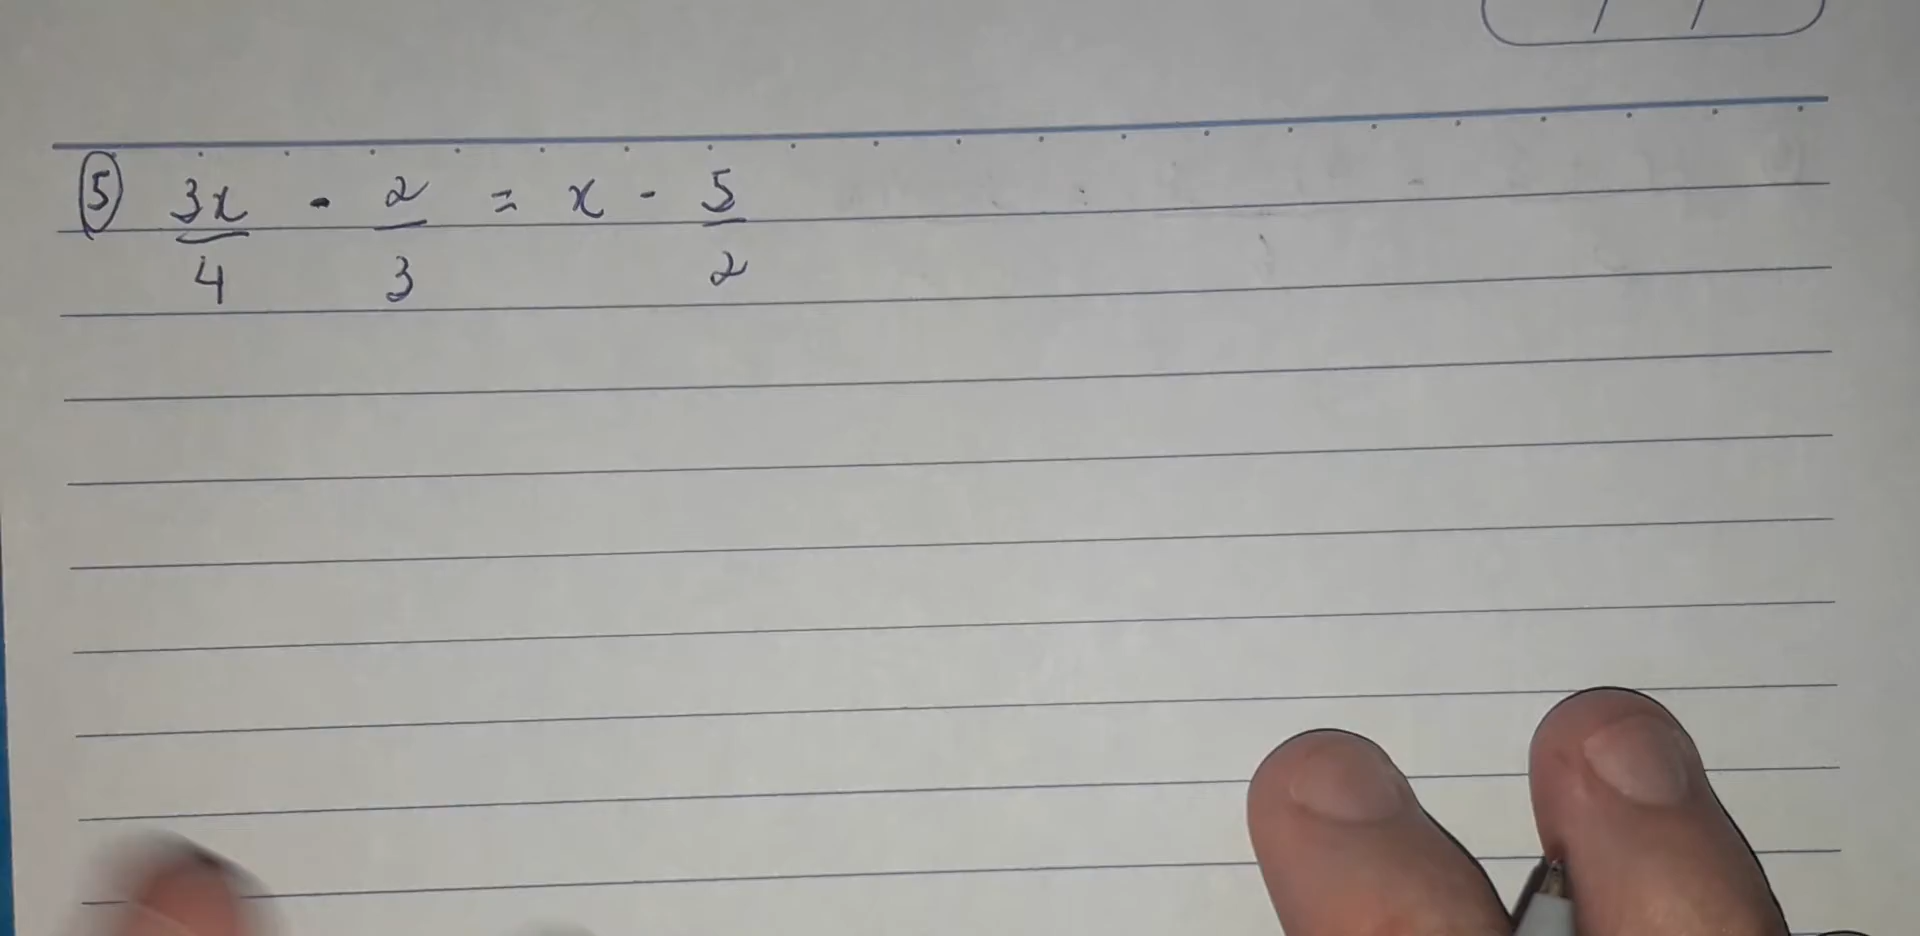 ⑤ 3x/4 - 2/3 = x - 5/2